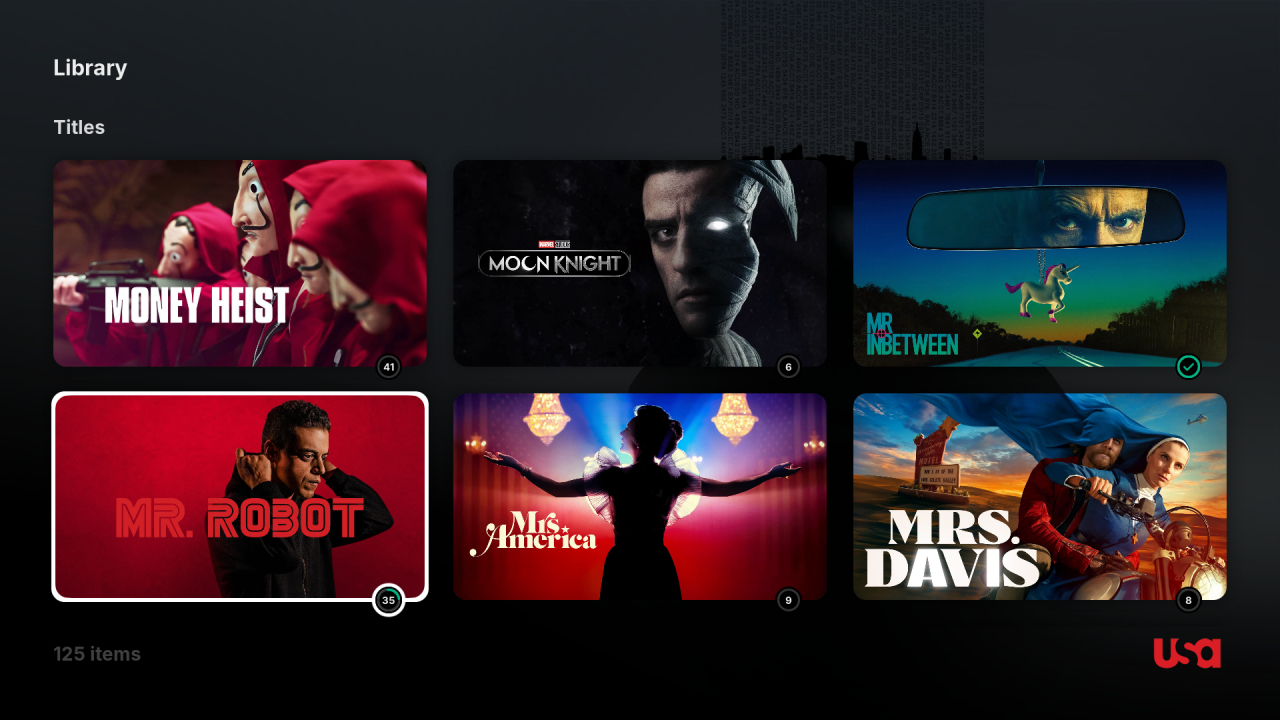 Library
Titles
MONEY HEIST
41
MARVEL STUDIOS
MOON KNIGHT
6
MR
INBETWEEN
MR. ROBOT
35
Mrs.
America
9
MOTEL
MRS.
DAVIS
8
125 items
usa